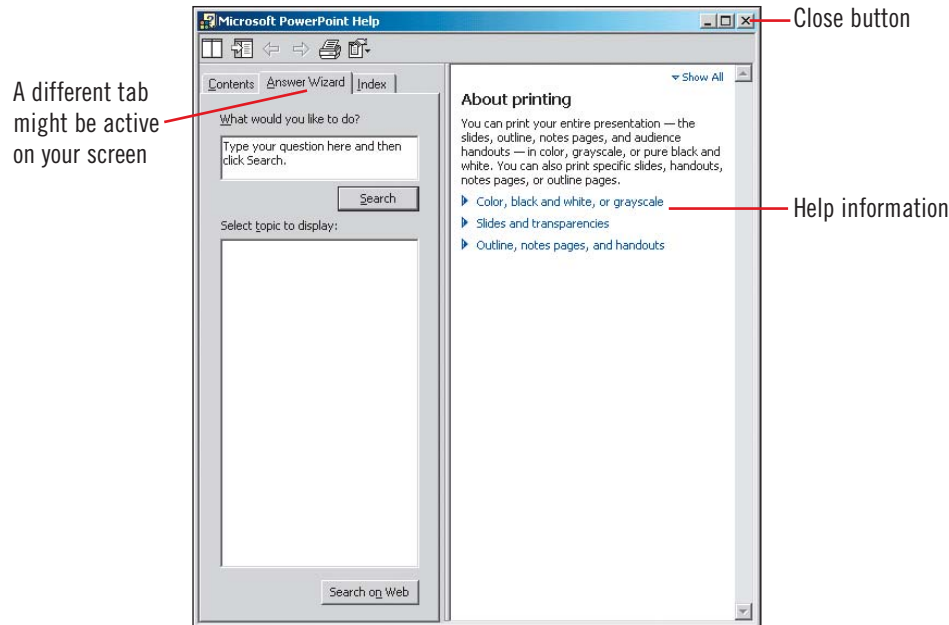 Microsoft PowerPoint Help
Close button
Contents Answer Wizard Index
A different tab
might be active
on your screen
What would you like to do?
Type your question here and then
click Search.
Search
Select topic to display:
Search on Web
Show All
About printing
You can print your entire presentation — the
slides, outline, notes pages, and audience
handouts — in color, grayscale, or pure black and
white. You can also print specific slides, handouts,
notes pages, or outline pages.
Color, black and white, or grayscale
Slides and transparencies
Outline, notes pages, and handouts
Help information